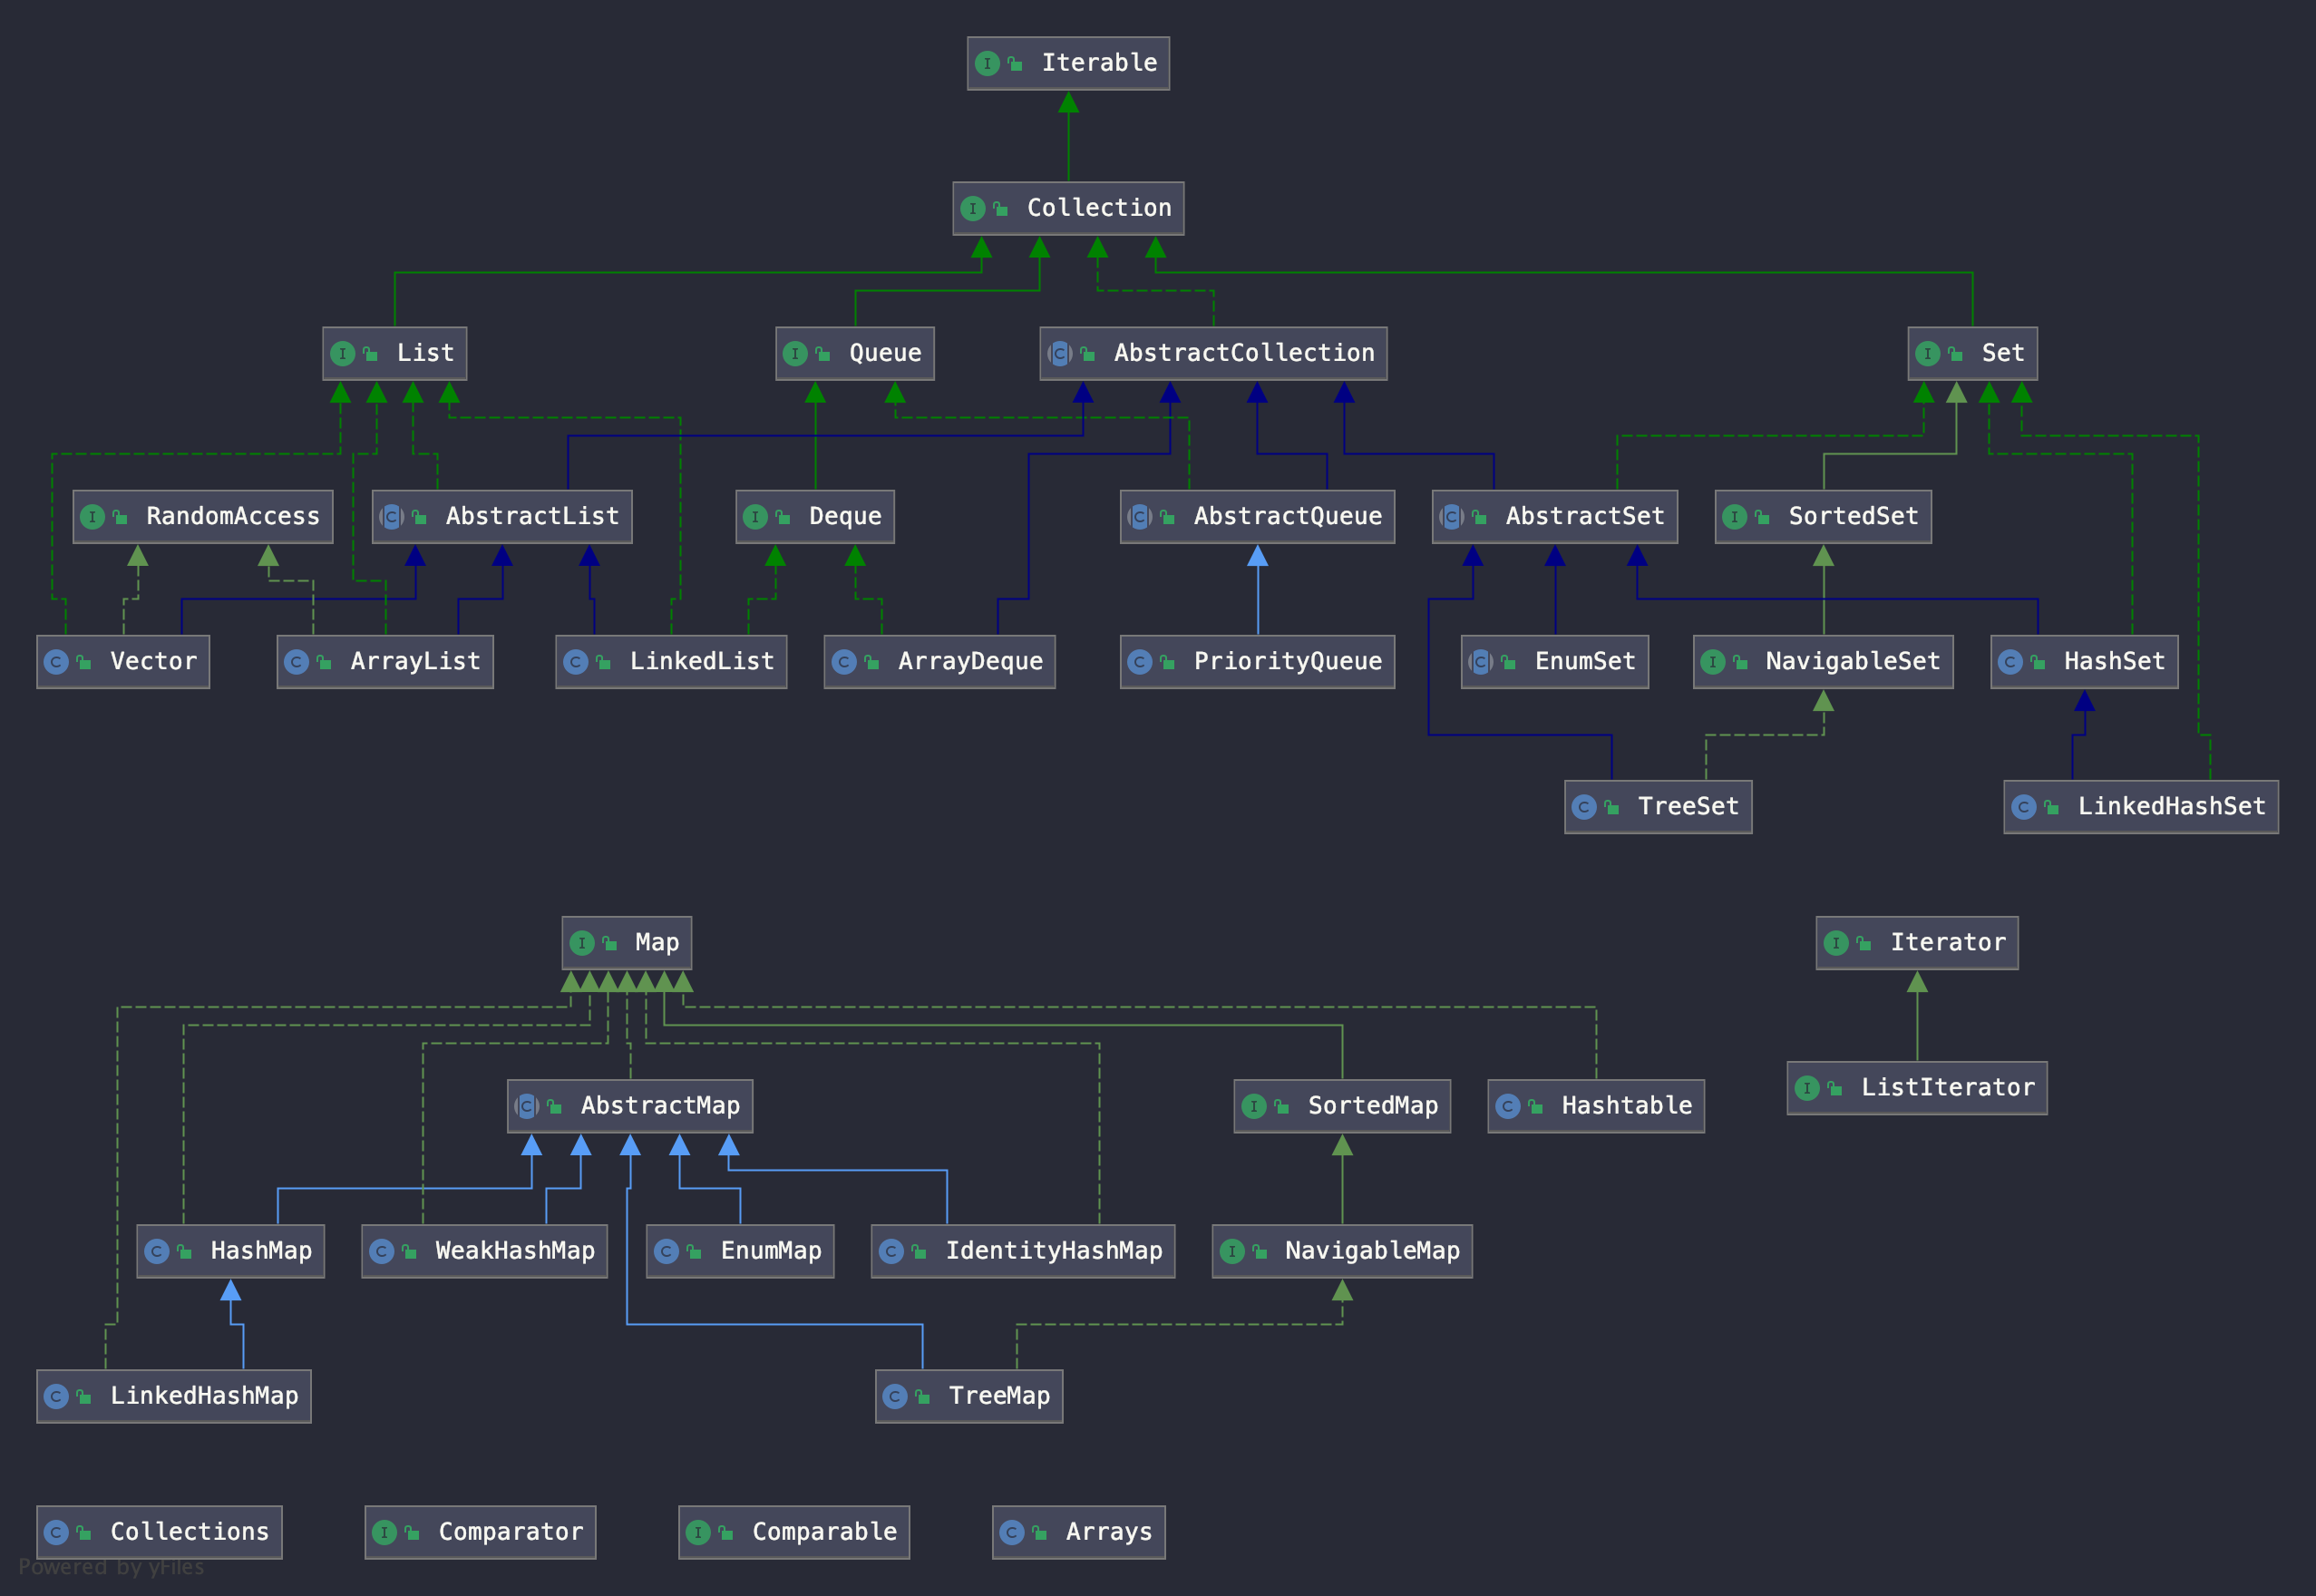 Iterable
Collection
List
Queue
AbstractCollection
Set
RandomAccess
AbstractList
Deque
AbstractQueue
AbstractSet
SortedSet
Vector
ArrayList
LinkedList
ArrayDeque
PriorityQueue
EnumSet
NavigableSet
HashSet
TreeSet
LinkedHashSet
Map
Iterator
AbstractMap
SortedMap
Hashtable
ListIterator
HashMap
WeakHashMap
EnumMap
IdentityHashMap
NavigableMap
LinkedHashMap
TreeMap
Collections
Comparator
Comparable
Arrays
Powered by yFiles